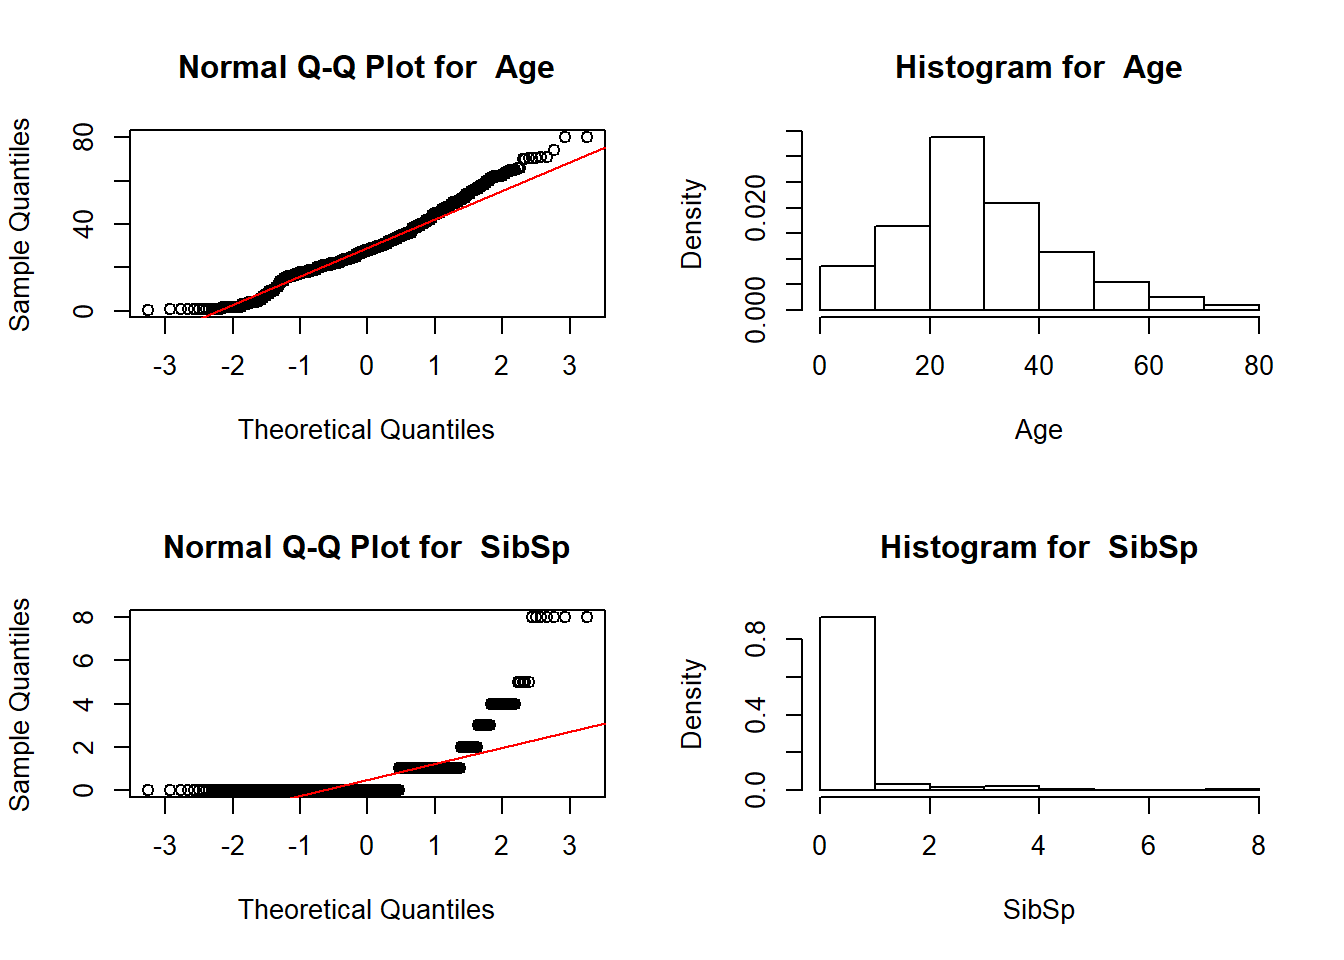 Normal Q-Q Plot for  Age
Sample Quantiles
0 40 80
-3 -2 -1 0 1 2 3
Theoretical Quantiles
Histogram for  Age
Density
0.000 0.020
0 20 40 60 80
Age
Normal Q-Q Plot for  SibSp
Sample Quantiles
0 2 4 6 8
-3 -2 -1 0 1 2 3
Theoretical Quantiles
Histogram for  SibSp
Density
0.0 0.4 0.8
0 2 4 6 8
SibSp